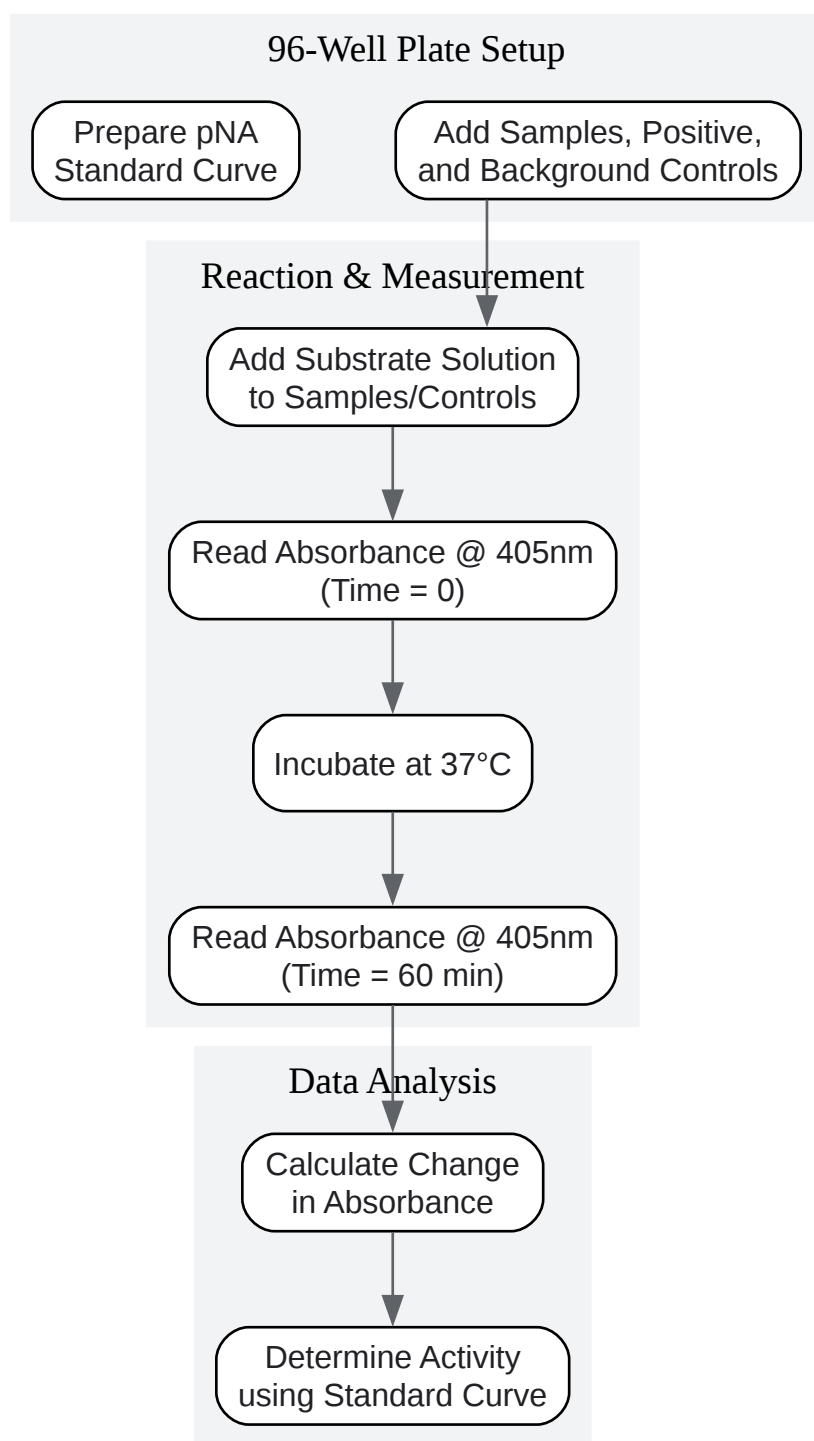 96-Well Plate Setup
Prepare pNA
Standard Curve
Add Samples, Positive,
and Background Controls
Reaction & Measurement
Add Substrate Solution
to Samples/Controls
Read Absorbance @ 405nm
(Time = 0)
Incubate at 37°C
Read Absorbance @ 405nm
(Time = 60 min)
Data Analysis
Calculate Change
in Absorbance
Determine Activity
using Standard Curve